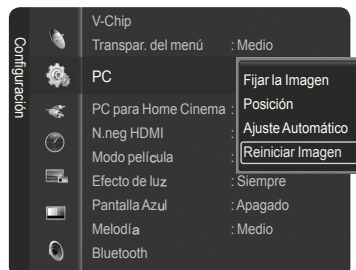 Configuración
V-Chip
Transpar. del menú : Medio
PC
PC para Home Cinema :
N.neg HDMI
Modo película
Efecto de luz : Siempre
Pantalla Azul : Apagado
Melodía : Medio
Bluetooth
Fijar la Imagen
Posición
Ajuste Automático
Reiniciar Imagen